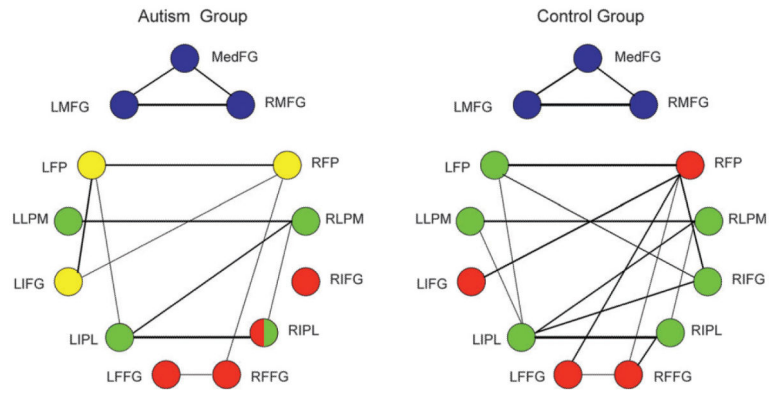 Autism Group
Control Group
MedFG
MedFG
LMFG
RMFG
LMFG
RMFG
LFP
RFP
LFP
RFP
LLPM
RLPM
LLPM
RLPM
LIFG
RIFG
LIFG
RIFG
LIPL
RIPL
LIPL
RIPL
LFFG
RFFG
LFFG
RFFG